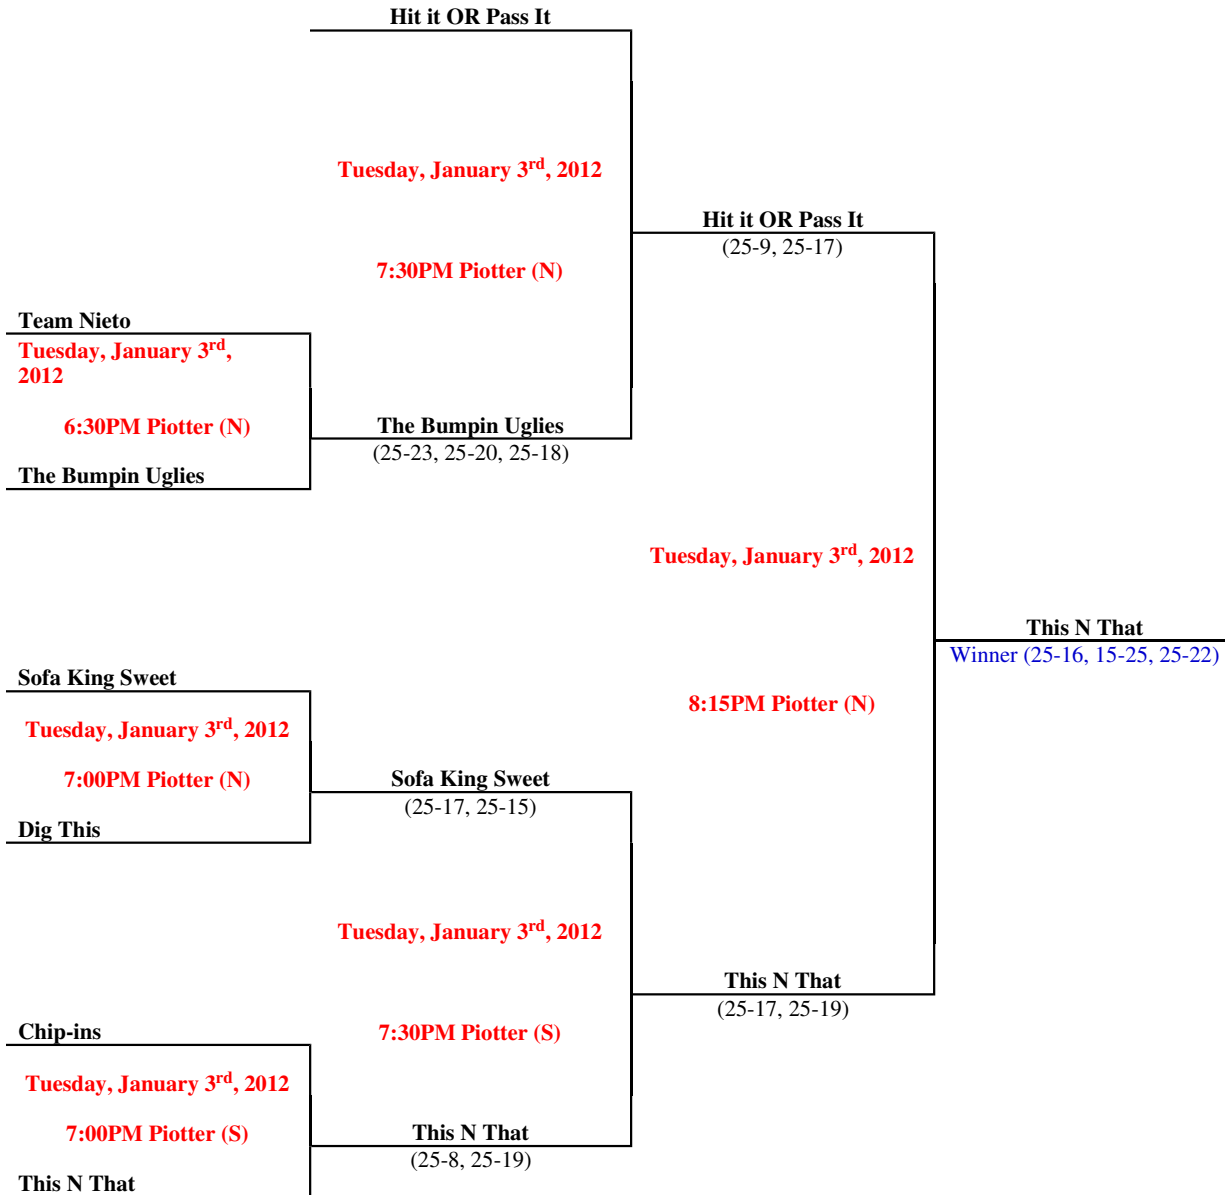 Hit it OR Pass It
Tuesday, January 3rd, 2012
Hit it OR Pass It
(25-9, 25-17)
7:30PM Piotter (N)
Team Nieto
Tuesday, January 3rd,
2012
6:30PM Piotter (N)
The Bumpin Uglies
(25-23, 25-20, 25-18)
The Bumpin Uglies
Tuesday, January 3rd, 2012
This N That
Winner (25-16, 15-25, 25-22)
Sofa King Sweet
8:15PM Piotter (N)
Tuesday, January 3rd, 2012
7:00PM Piotter (N)
Sofa King Sweet
(25-17, 25-15)
Dig This
Tuesday, January 3rd, 2012
This N That
(25-17, 25-19)
Chip-ins
7:30PM Piotter (S)
Tuesday, January 3rd, 2012
7:00PM Piotter (S)
This N That
(25-8, 25-19)
This N That